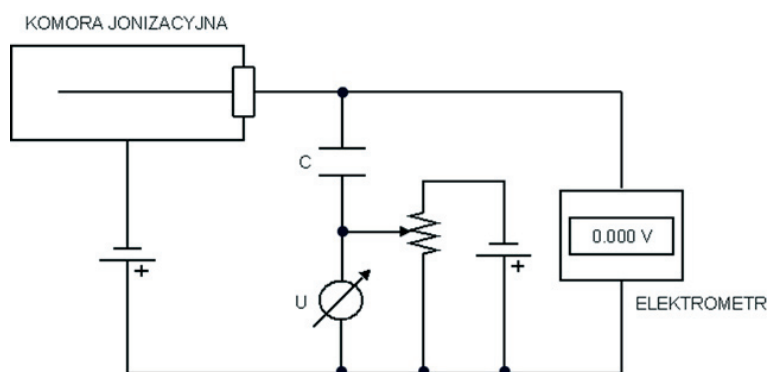 KOMORA JONIZACYJNA
C
U
+
+
0.000 V
ELEKTROMETR